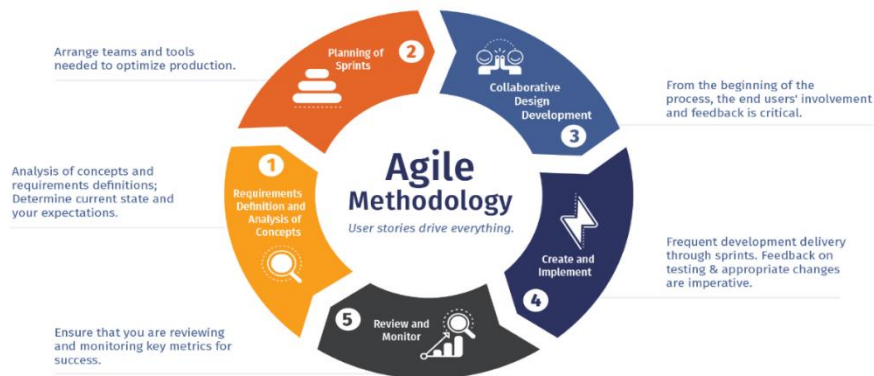 Agile
Methodology
User stories drive everything.
1
Requirements
Definition and
Analysis of
Concepts
Analysis of concepts and
requirements definitions;
Determine current state and
your expectations.
Planning of
Sprints
2
Arrange teams and tools
needed to optimize production.
Collaborative
Design
Development
3
From the beginning of the
process, the end users' involvement
and feedback is critical.
Create and
Implement
4
Frequent development delivery
through sprints. Feedback on
testing & appropriate changes
are imperative.
5
Review and
Monitor
Ensure that you are reviewing
and monitoring key metrics for
success.